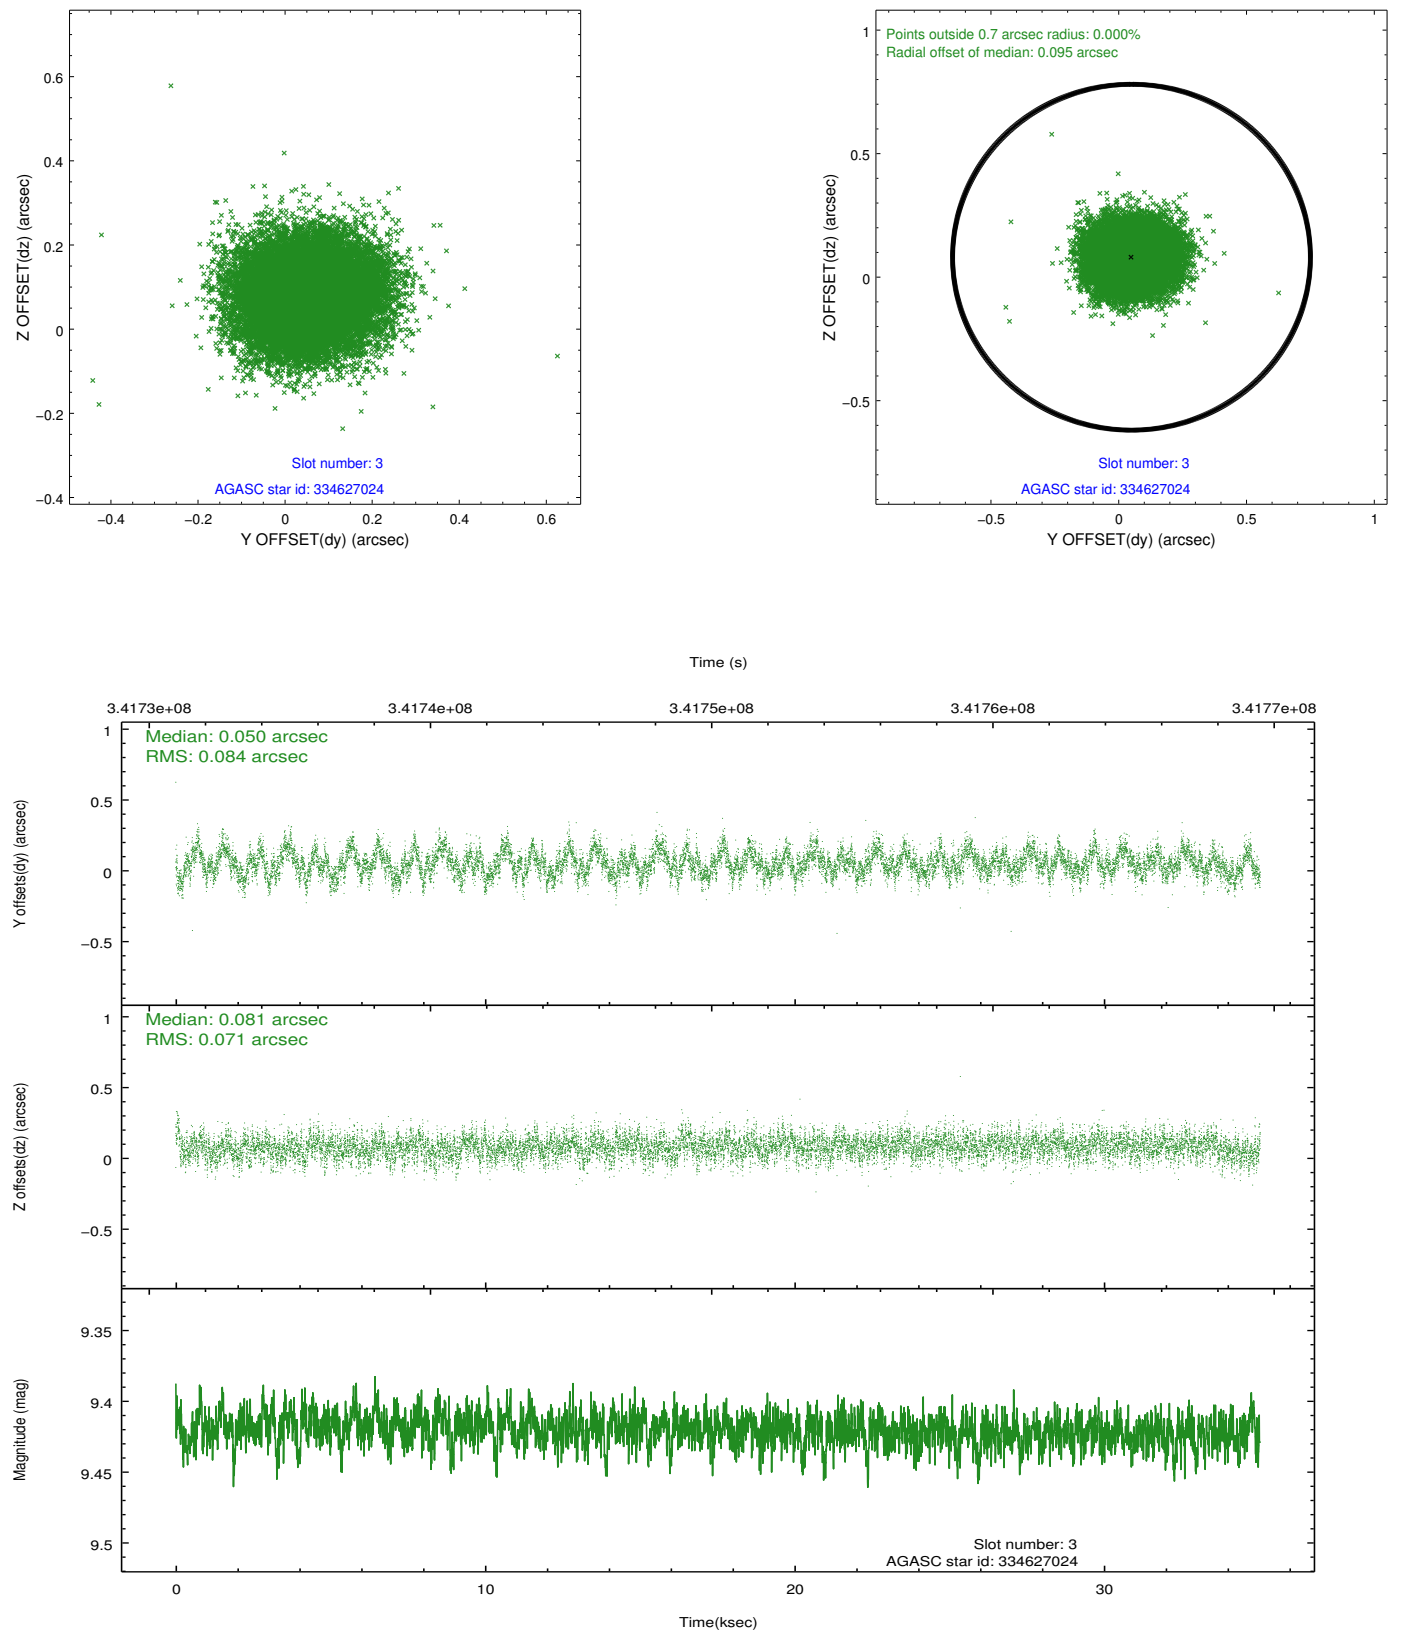 0.6
0.4
0.2
0
−0.2
−0.4
−0.4
−0.2
0
0.2
0.4
0.6
Z OFFSET(dz) (arcsec)
Y OFFSET(dy) (arcsec)
Slot number: 3
AGASC star id: 334627024
Points outside 0.7 arcsec radius: 0.000%
Radial offset of median: 0.095 arcsec
1
0.5
0
−0.5
−0.5
0
0.5
1
Z OFFSET(dz) (arcsec)
Y OFFSET(dy) (arcsec)
Slot number: 3
AGASC star id: 334627024
Time (s)
3.4173e+08
3.4174e+08
3.4175e+08
3.4176e+08
3.4177e+08
Median: 0.050 arcsec
RMS: 0.084 arcsec
1
0.5
0
−0.5
Y offsets(dy) (arcsec)
Median: 0.081 arcsec
RMS: 0.071 arcsec
1
0.5
0
−0.5
Z offsets(dz) (arcsec)
9.35
9.4
9.45
9.5
Magnitude (mag)
Slot number: 3
AGASC star id: 334627024
0
10
20
30
Time(ksec)